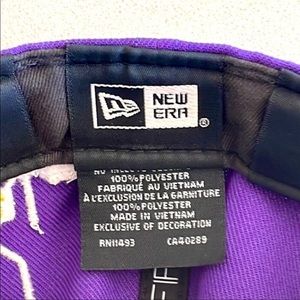 NEW
ERA
®
100% POLYESTER
FABRIQUÉ AU VIETNAM
À L'EXCLUSION DE LA GARNITURE
100% POLYESTER
MADE IN VIETNAM
EXCLUSIVE OF DECORATION
RN11493 CA40289